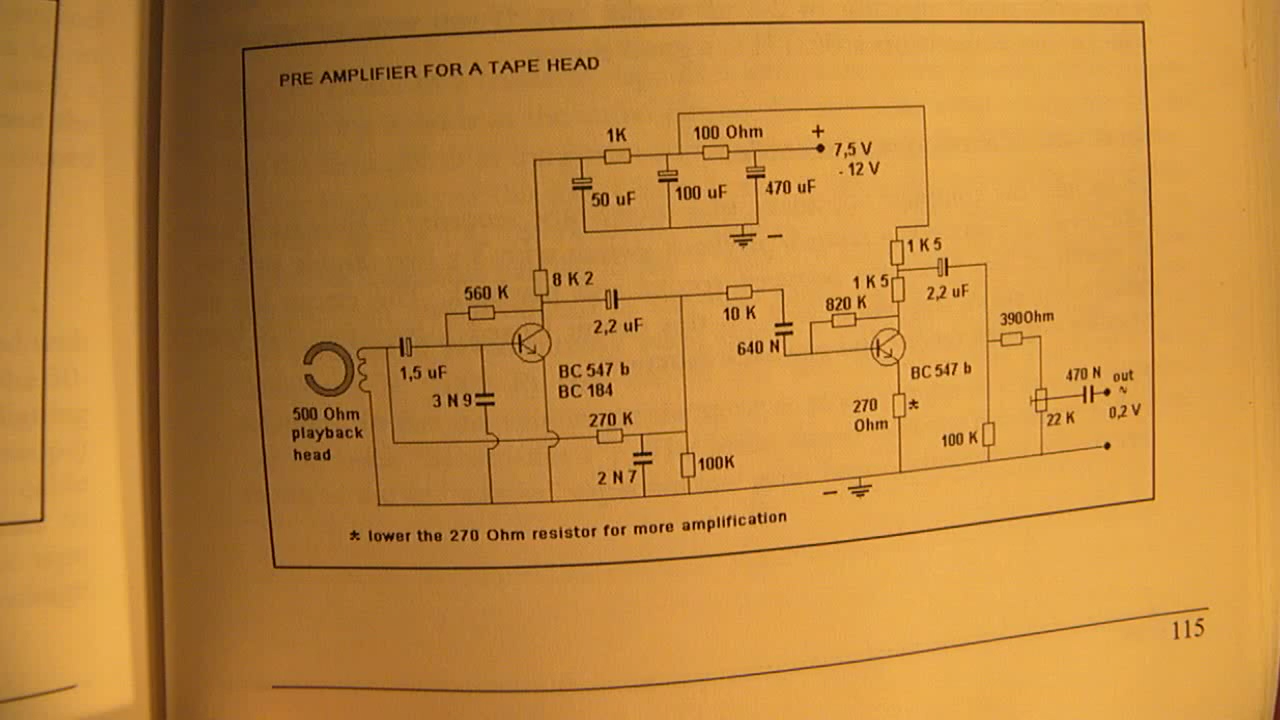 PRE AMPLIFIER FOR A TAPE HEAD
1K
100 Ohm
+
7,5 V
- 12 V
50 uF
100 uF
470 uF
−
1 K 5
8 K 2
1 K 5
2,2 uF
560 K
2,2 uF
10 K
820 K
390Ohm
640 N
1,5 uF
BC 547 b
BC 184
BC 547 b
470 N
out
~
3 N 9
500 Ohm
playback
head
270 K
270
Ohm
*
22 K
0,2 V
100 K
2 N 7
100K
−
* lower the 270 Ohm resistor for more amplification
115